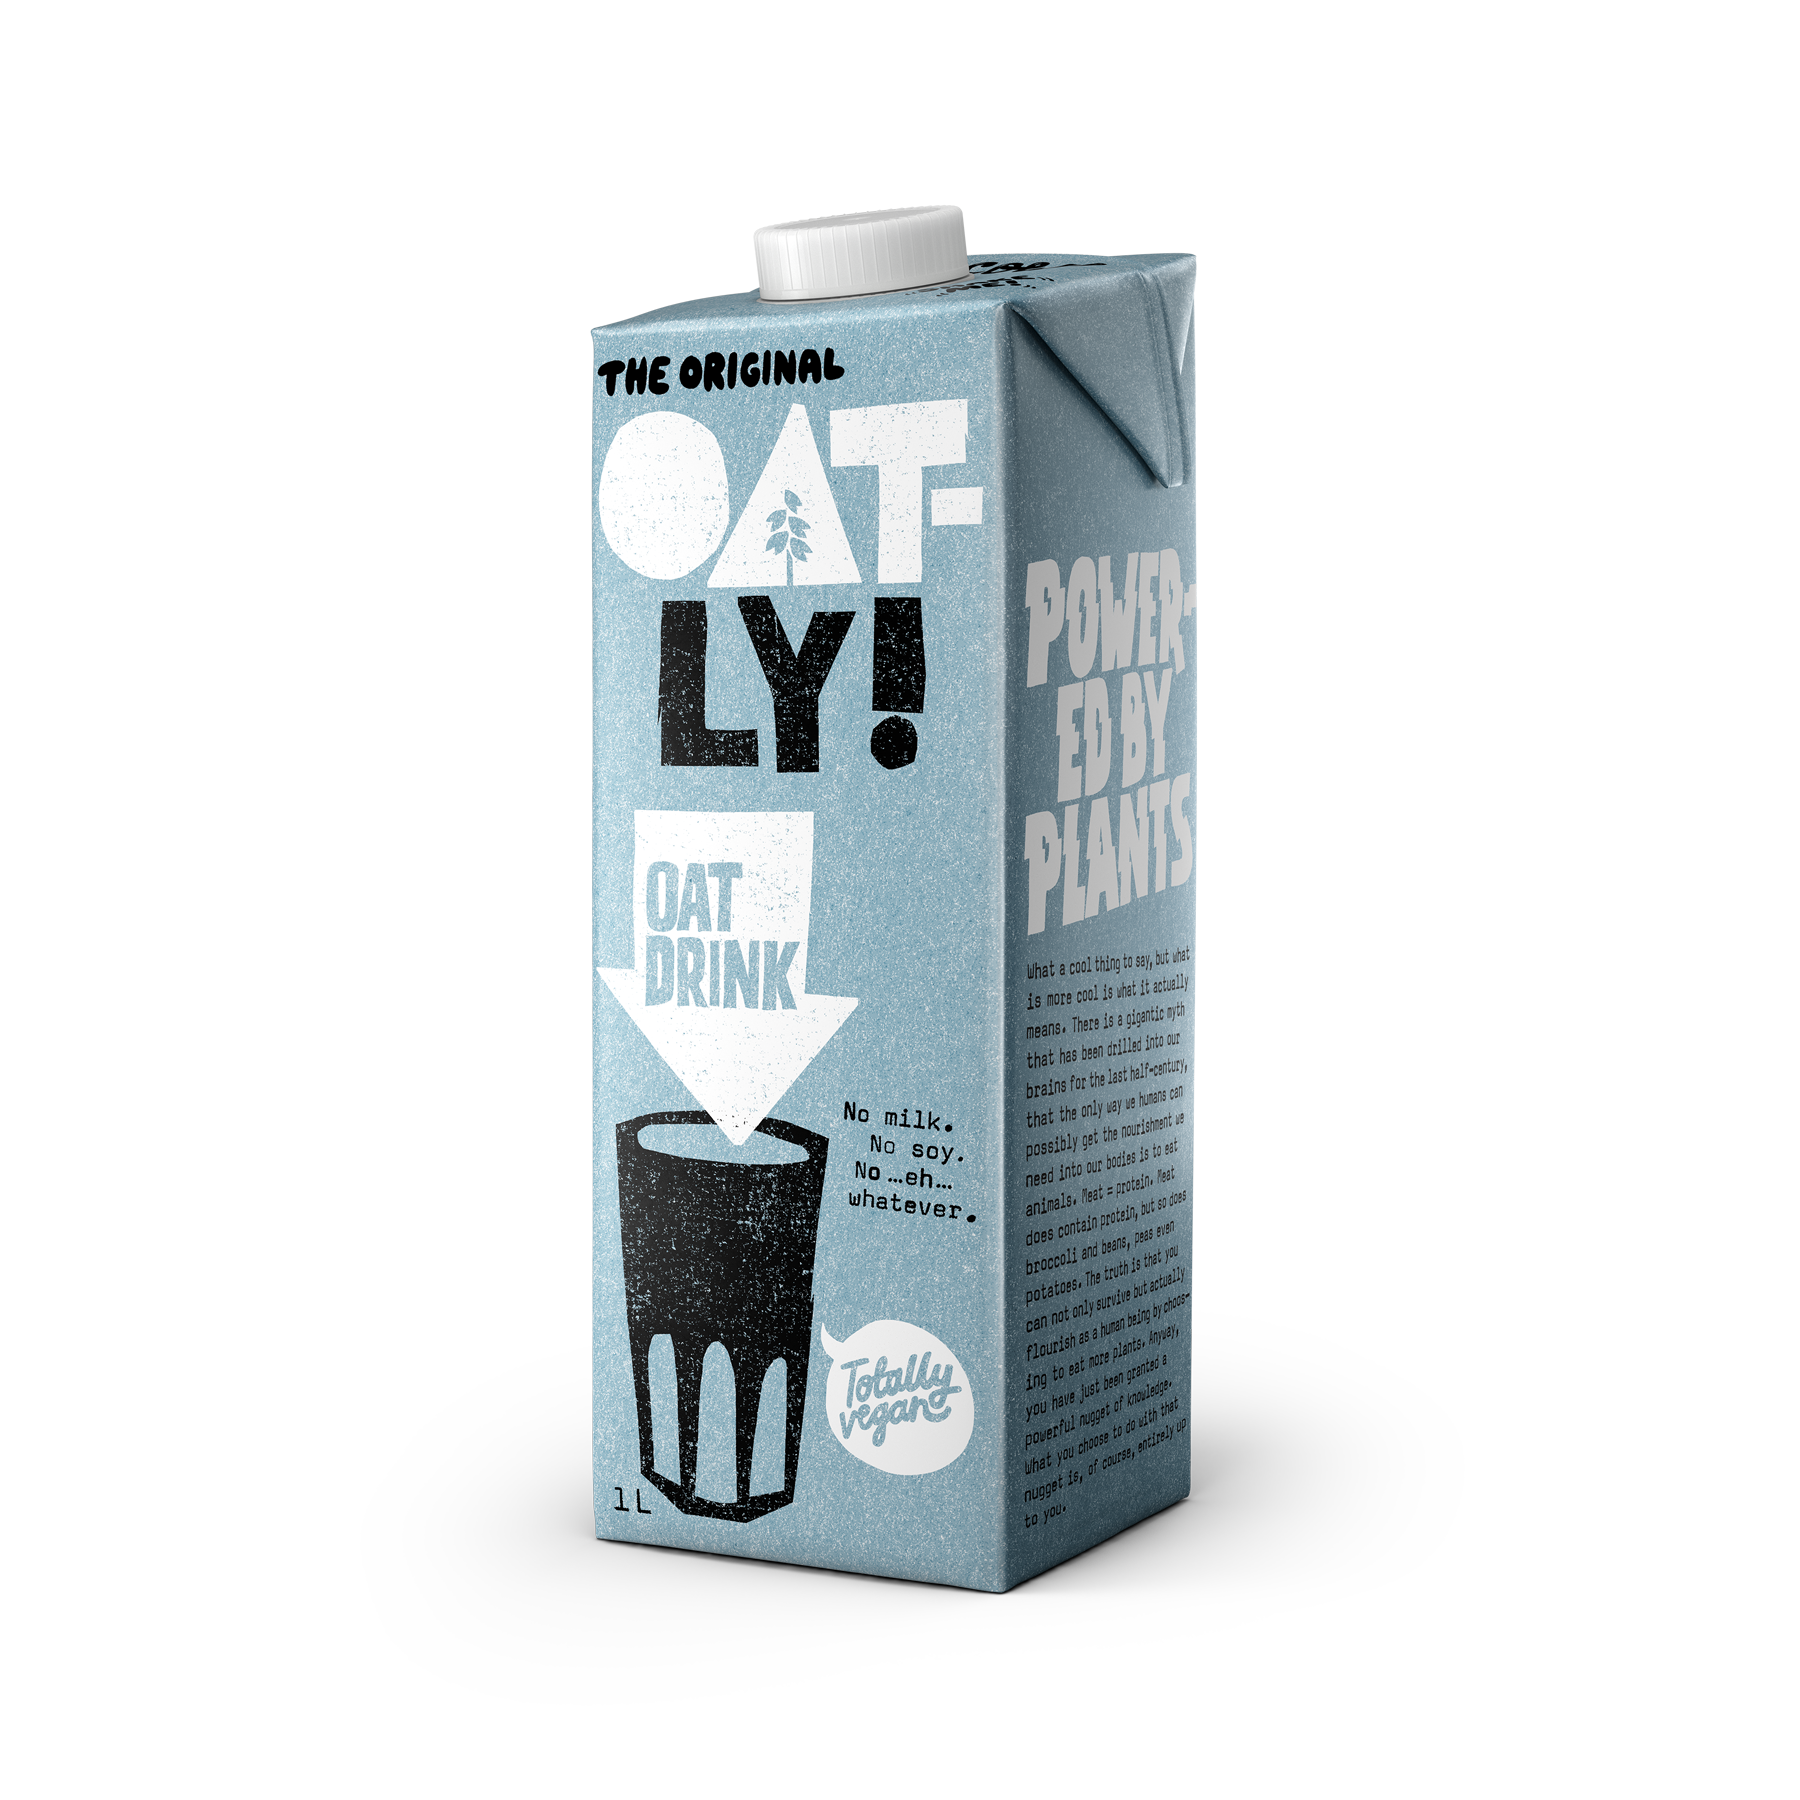 THE ORIGINAL
OAT-
LY!
OAT
DRINK
No milk.
No soy.
No...eh...
whatever.
Totally
vegan
1L
POWER-
ED BY
PLANTS
What a cool thing to say, but what
is more cool is what it actually
means. There is a gigantic myth
that has been drilled into our
brains for the last half-century,
that the only way we humans can
possibly get the nourishment we
need into our bodies is to eat
animals. Meat = protein. Meat
does contain protein, but so does
broccoli and beans, peas even
potatoes. The truth is that you
can not only survive but actually
flourish as a human being by choos-
ing to eat more plants. Anyway,
you have just been granted a
powerful nugget of knowledge.
What you choose to do with that
nugget is, of course, entirely up
to you.